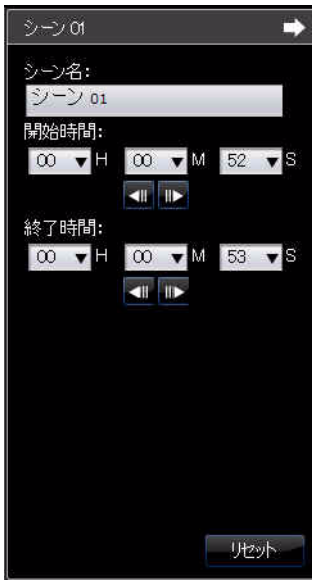 シーン 01
シーン名:
シーン 01
開始時間:
00 H 00 M 52 S
終了時間:
00 H 00 M 53 S
リセット